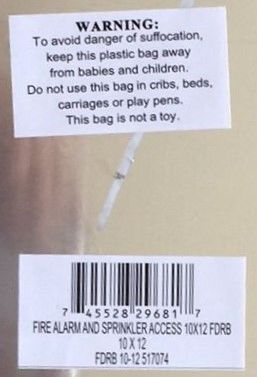 WARNING:
To avoid danger of suffocation,
keep this plastic bag away
from babies and children.
Do not use this bag in cribs, beds,
carriages or play pens.
This bag is not a toy.
7 45528 29681 7
FIRE ALARM AND SPRINKLER ACCESS 10X12 FDRB
10 X 12
FDRB 10-12 517074